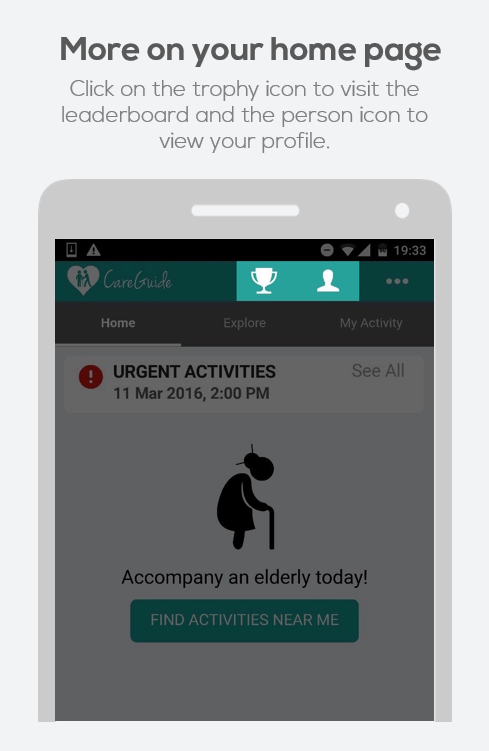 More on your home page
Click on the trophy icon to visit the
leaderboard and the person icon to
view your profile.
19:33
CareGuide
Home Explore My Activity
URGENT ACTIVITIES See All
11 Mar 2016, 2:00 PM
Accompany an elderly today!
FIND ACTIVITIES NEAR ME